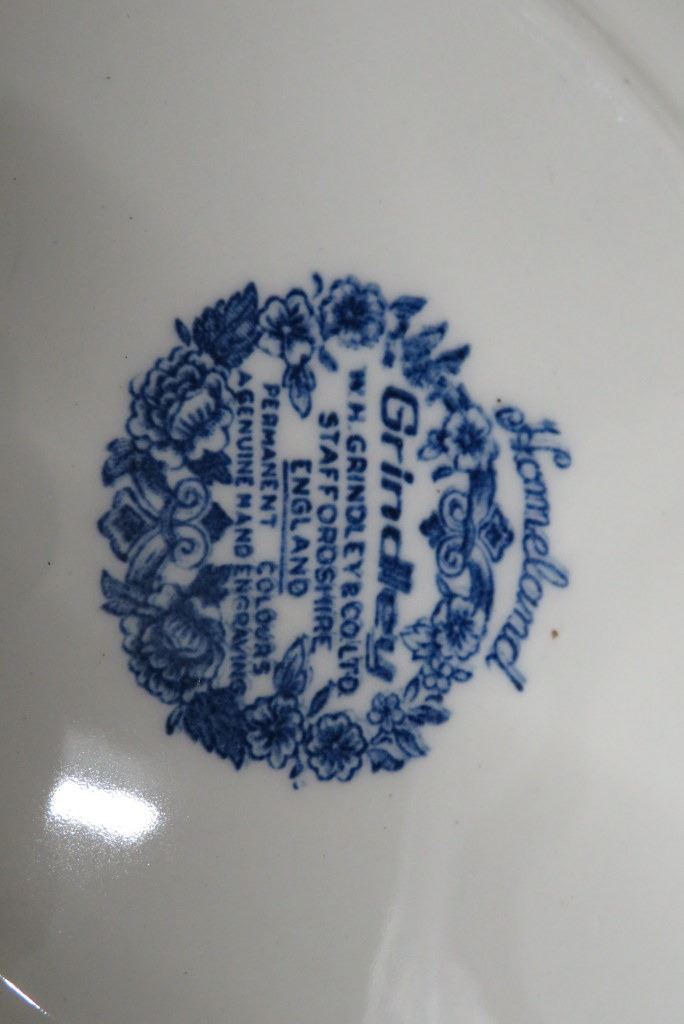 Homeland
Grindley
W.H. GRINDLEY & CO. LTD.
STAFFORDSHIRE
ENGLAND
PERMANENT COLOURS
A GENUINE HAND ENGRAVING